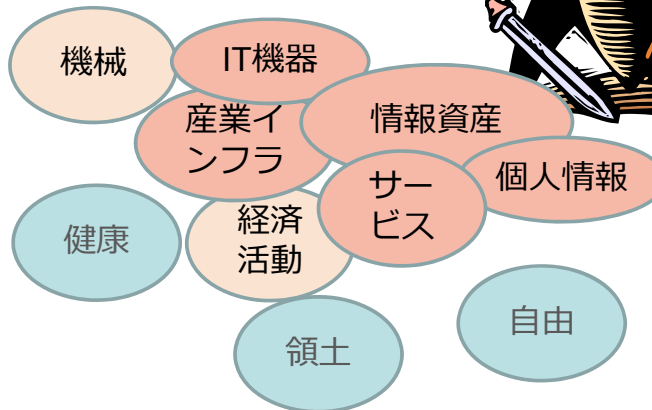 機械
IT機器
産業イ
ンフラ
情報資産
個人情報
サー
ビス
健康
経済
活動
領土
自由